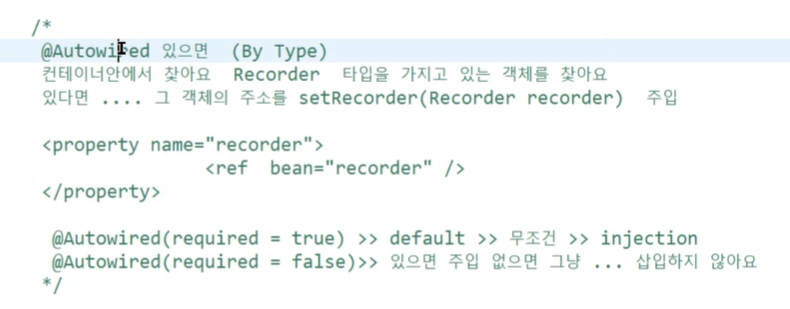 /*
@Autowired 있으면 (By Type)
컨테이너안에서 찾아요 Recorder 타입을 가지고 있는 객체를 찾아요
있다면 .... 그 객체의 주소를 setRecorder(Recorder recorder) 주입
<property name="recorder">
<ref bean="recorder" />
</property>
@Autowired(required = true) >> default >> 무조건 >> injection
@Autowired(required = false)>> 있으면 주입 없으면 그냥 ... 삽입하지 않아요
*/